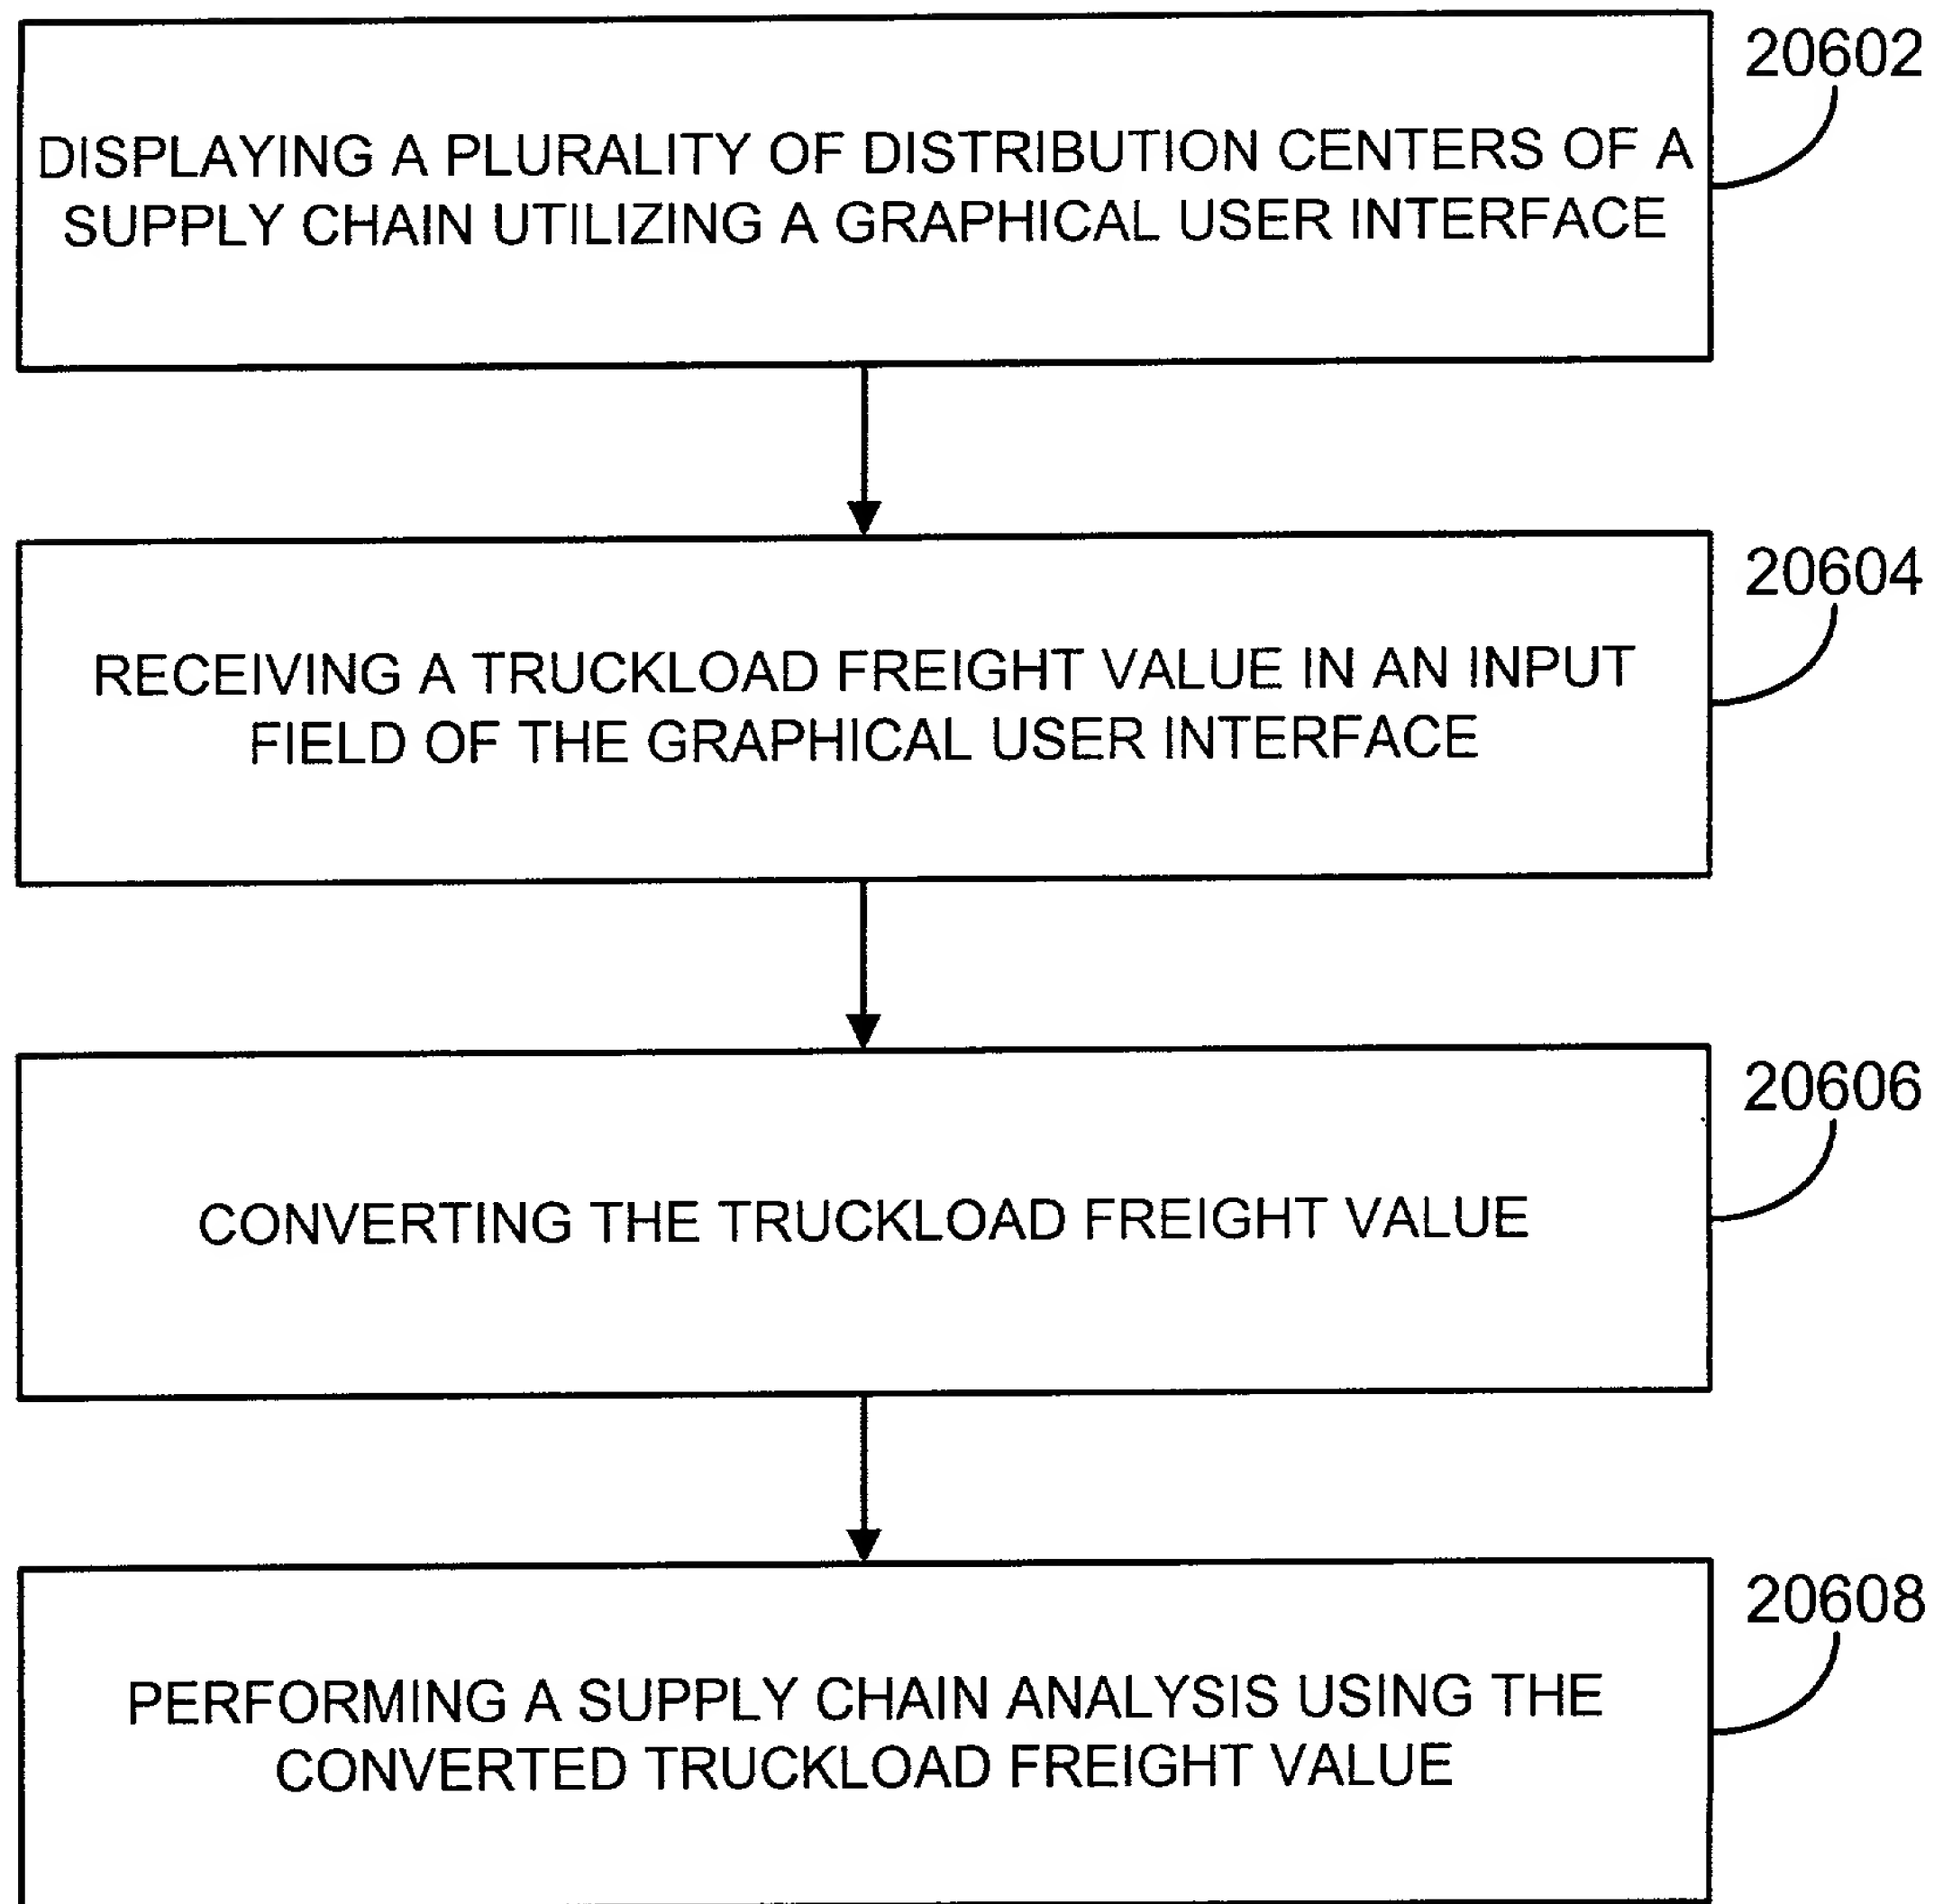 20602
DISPLAYING A PLURALITY OF DISTRIBUTION CENTERS OF A
SUPPLY CHAIN UTILIZING A GRAPHICAL USER INTERFACE
20604
RECEIVING A TRUCKLOAD FREIGHT VALUE IN AN INPUT
FIELD OF THE GRAPHICAL USER INTERFACE
20606
CONVERTING THE TRUCKLOAD FREIGHT VALUE
20608
PERFORMING A SUPPLY CHAIN ANALYSIS USING THE
CONVERTED TRUCKLOAD FREIGHT VALUE